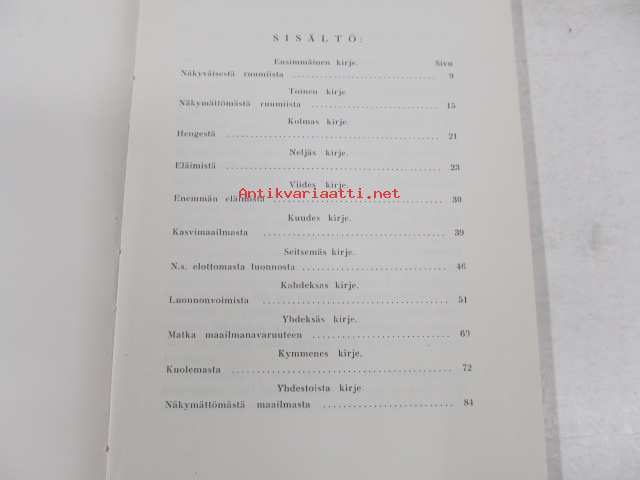 SISÄLTÖ:
Ensimmäinen kirje. Sivu
Näkyväisestä ruumiista 9
Toinen kirje
Näkymättömästä ruumiista 15
Kolmas kirje.
Hengestä 21
Neljäs kirje.
Eläimistä 23
Viides kirje.
Enemmän eläimistä 30
Antikvariaatti.net
Kuudes kirje.
Kasvimaailmasta 39
Seitsemäs kirje.
N.s. elottomasta luonnosta 46
Kahdeksas kirje.
Luonnonvoimista 51
Yhdeksäs kirje.
Matka maailmanavaruuteen 63
Kymmenes kirje.
Kuolemasta 72
Yhdestoista kirje
Näkymättömästä maailmasta 84